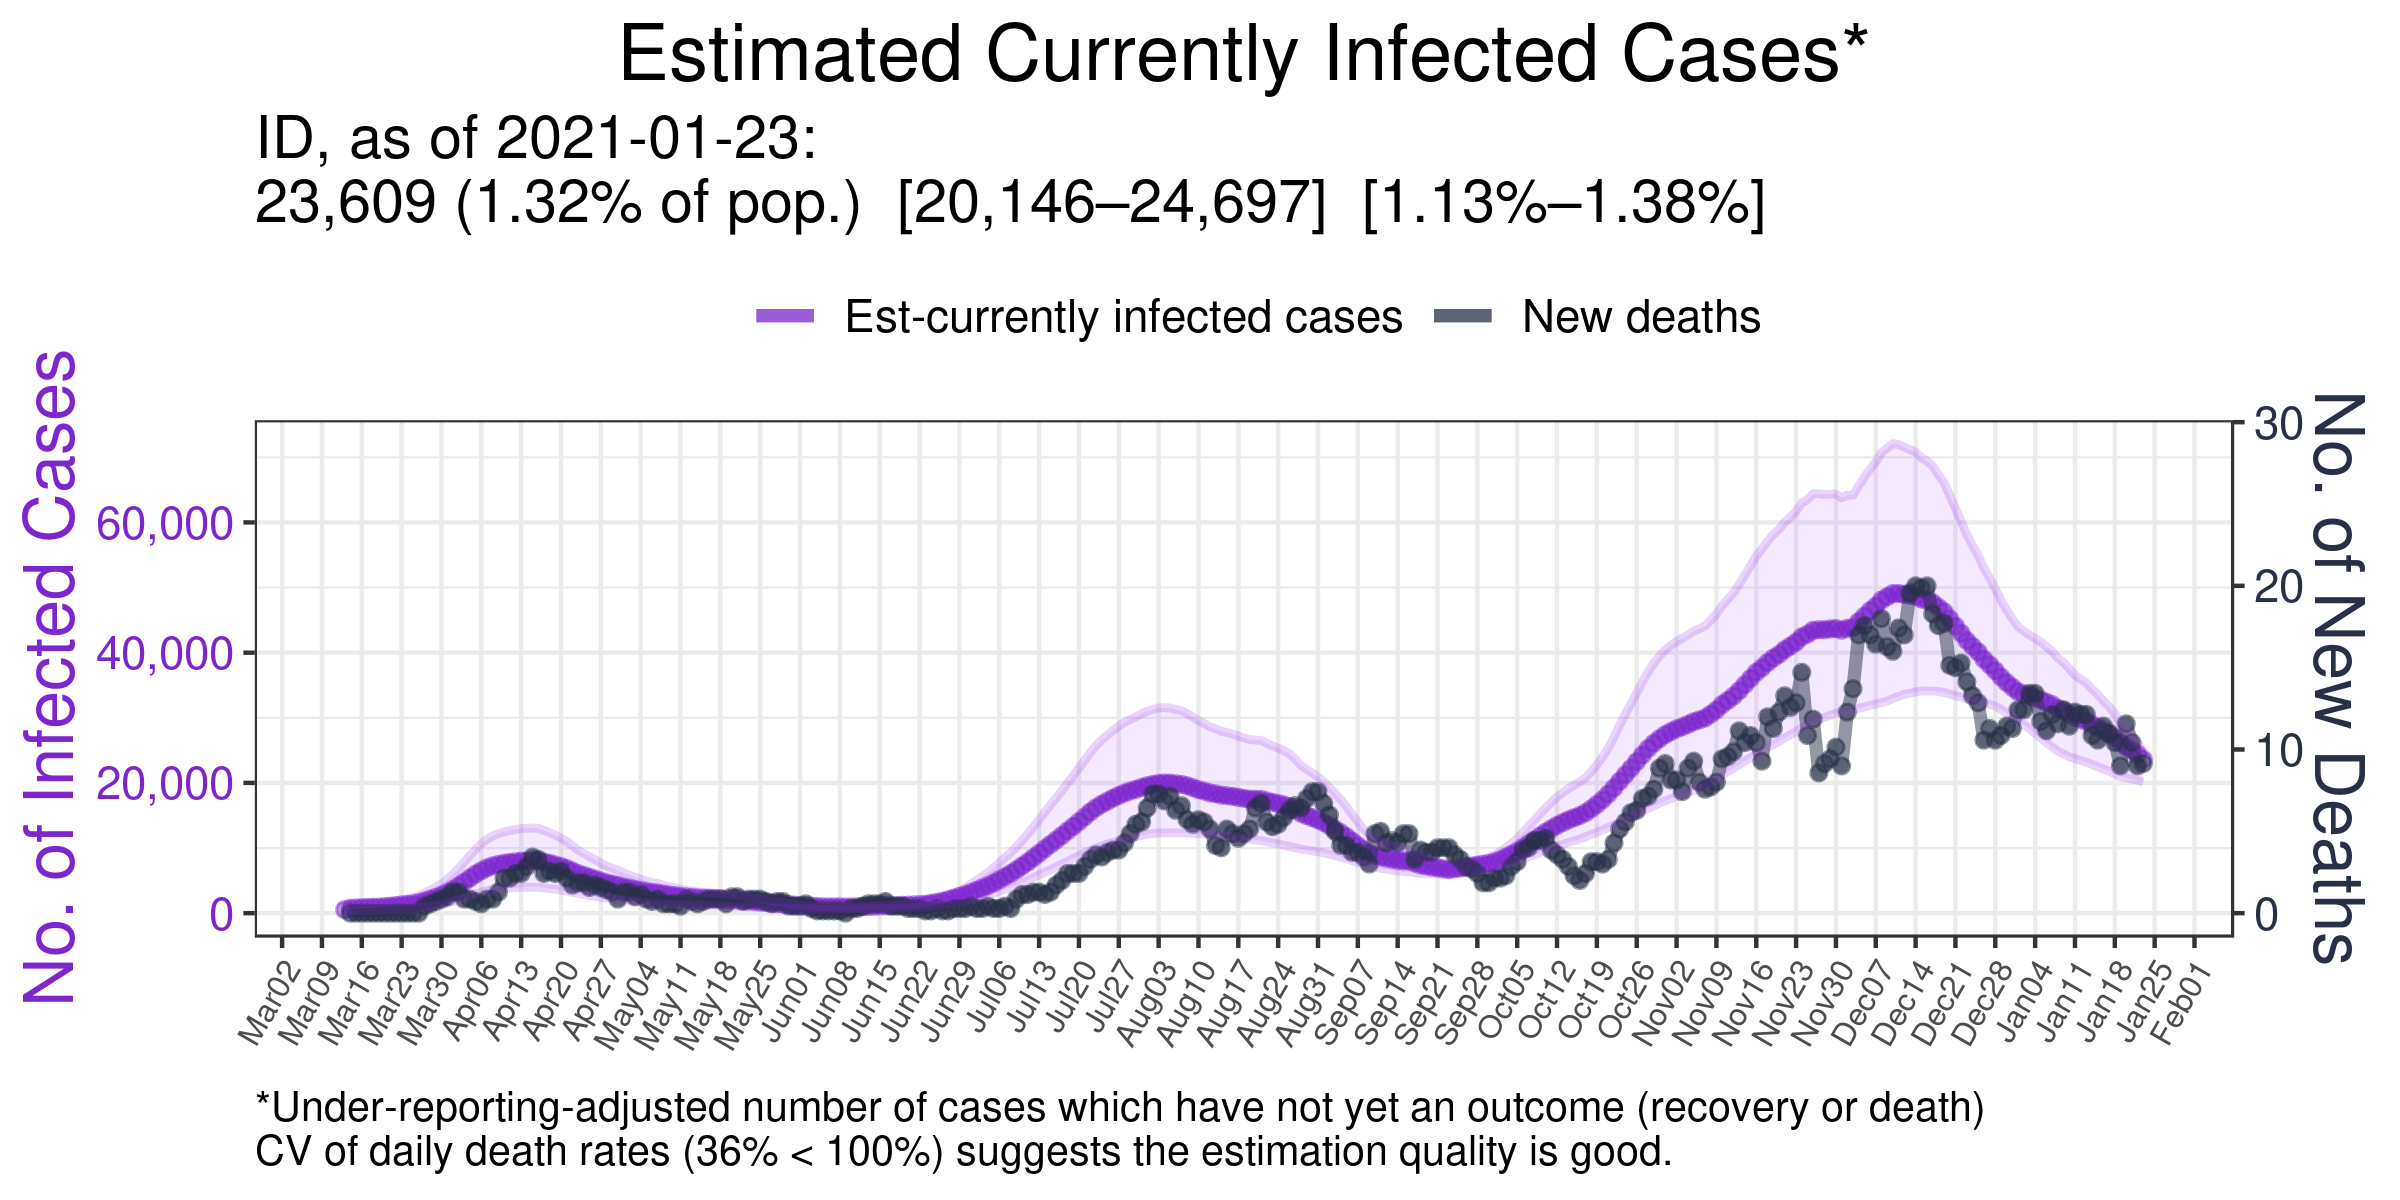 Estimated Currently Infected Cases*
ID, as of 2021-01-23:
23,609 (1.32% of pop.)  [20,146–24,697]  [1.13%–1.38%]
Est-currently infected cases New deaths
No. of Infected Cases
60,000
40,000
20,000
0
30
20
10
0
No. of New Deaths
Mar02 Mar09 Mar16 Mar23 Mar30 Apr06 Apr13 Apr20 Apr27 May04 May11 May18 May25 Jun01 Jun08 Jun15 Jun22 Jun29 Jul06 Jul13 Jul20 Jul27 Aug03 Aug10 Aug17 Aug24 Aug31 Sep07 Sep14 Sep21 Sep28 Oct05 Oct12 Oct19 Oct26 Nov02 Nov09 Nov16 Nov23 Nov30 Dec07 Dec14 Dec21 Dec28 Jan04 Jan11 Jan18 Jan25 Feb01
*Under-reporting-adjusted number of cases which have not yet an outcome (recovery or death)
CV of daily death rates (36% < 100%) suggests the estimation quality is good.